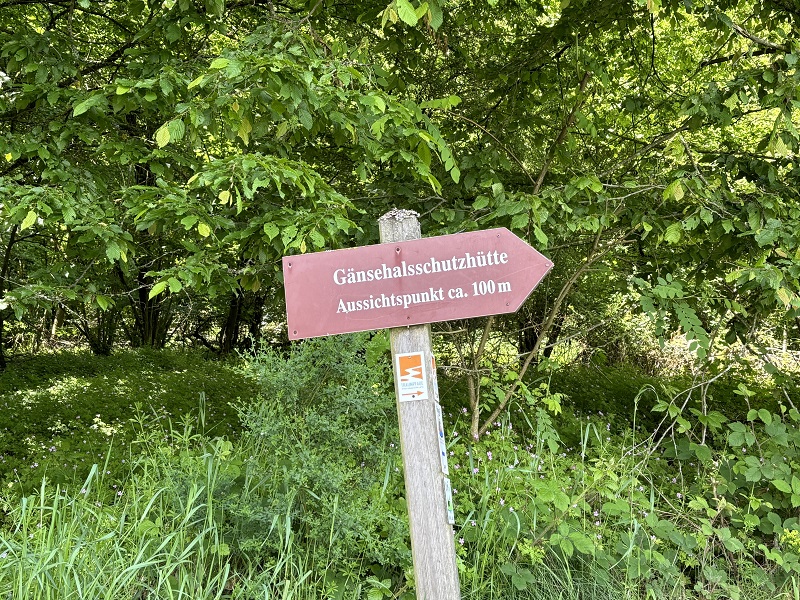 Gänsehalsschutzhütte
Aussichtspunkt ca. 100 m